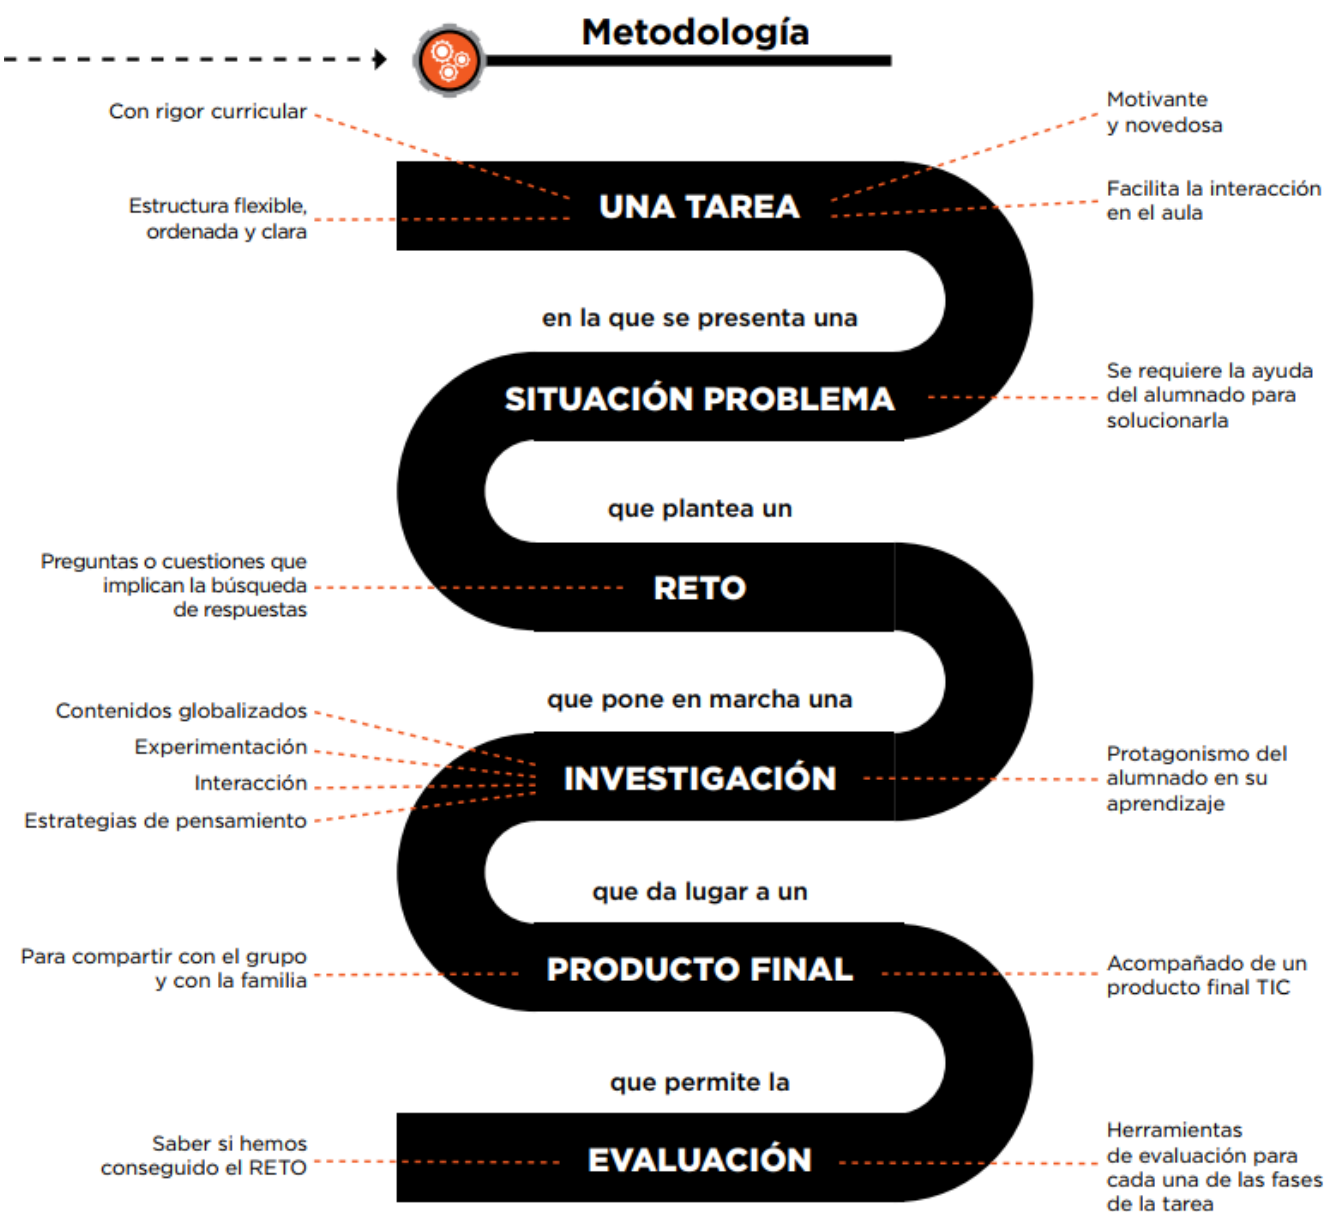 Metodología
Con rigor curricular
Motivante
y novedosa
Estructura flexible,
ordenada y clara
UNA TAREA
Facilita la interacción
en el aula
en la que se presenta una
SITUACIÓN PROBLEMA
Se requiere la ayuda
del alumnado para
solucionarla
que plantea un
Preguntas o cuestiones que
implican la búsqueda
de respuestas
RETO
que pone en marcha una
Contenidos globalizados
Experimentación
Interacción
Estrategias de pensamiento
INVESTIGACIÓN
Protagonismo del
alumnado en su
aprendizaje
que da lugar a un
Para compartir con el grupo
y con la familia
PRODUCTO FINAL
Acompañado de un
producto final TIC
que permite la
Saber si hemos
conseguido el RETO
EVALUACIÓN
Herramientas
de evaluación para
cada una de las fases
de la tarea